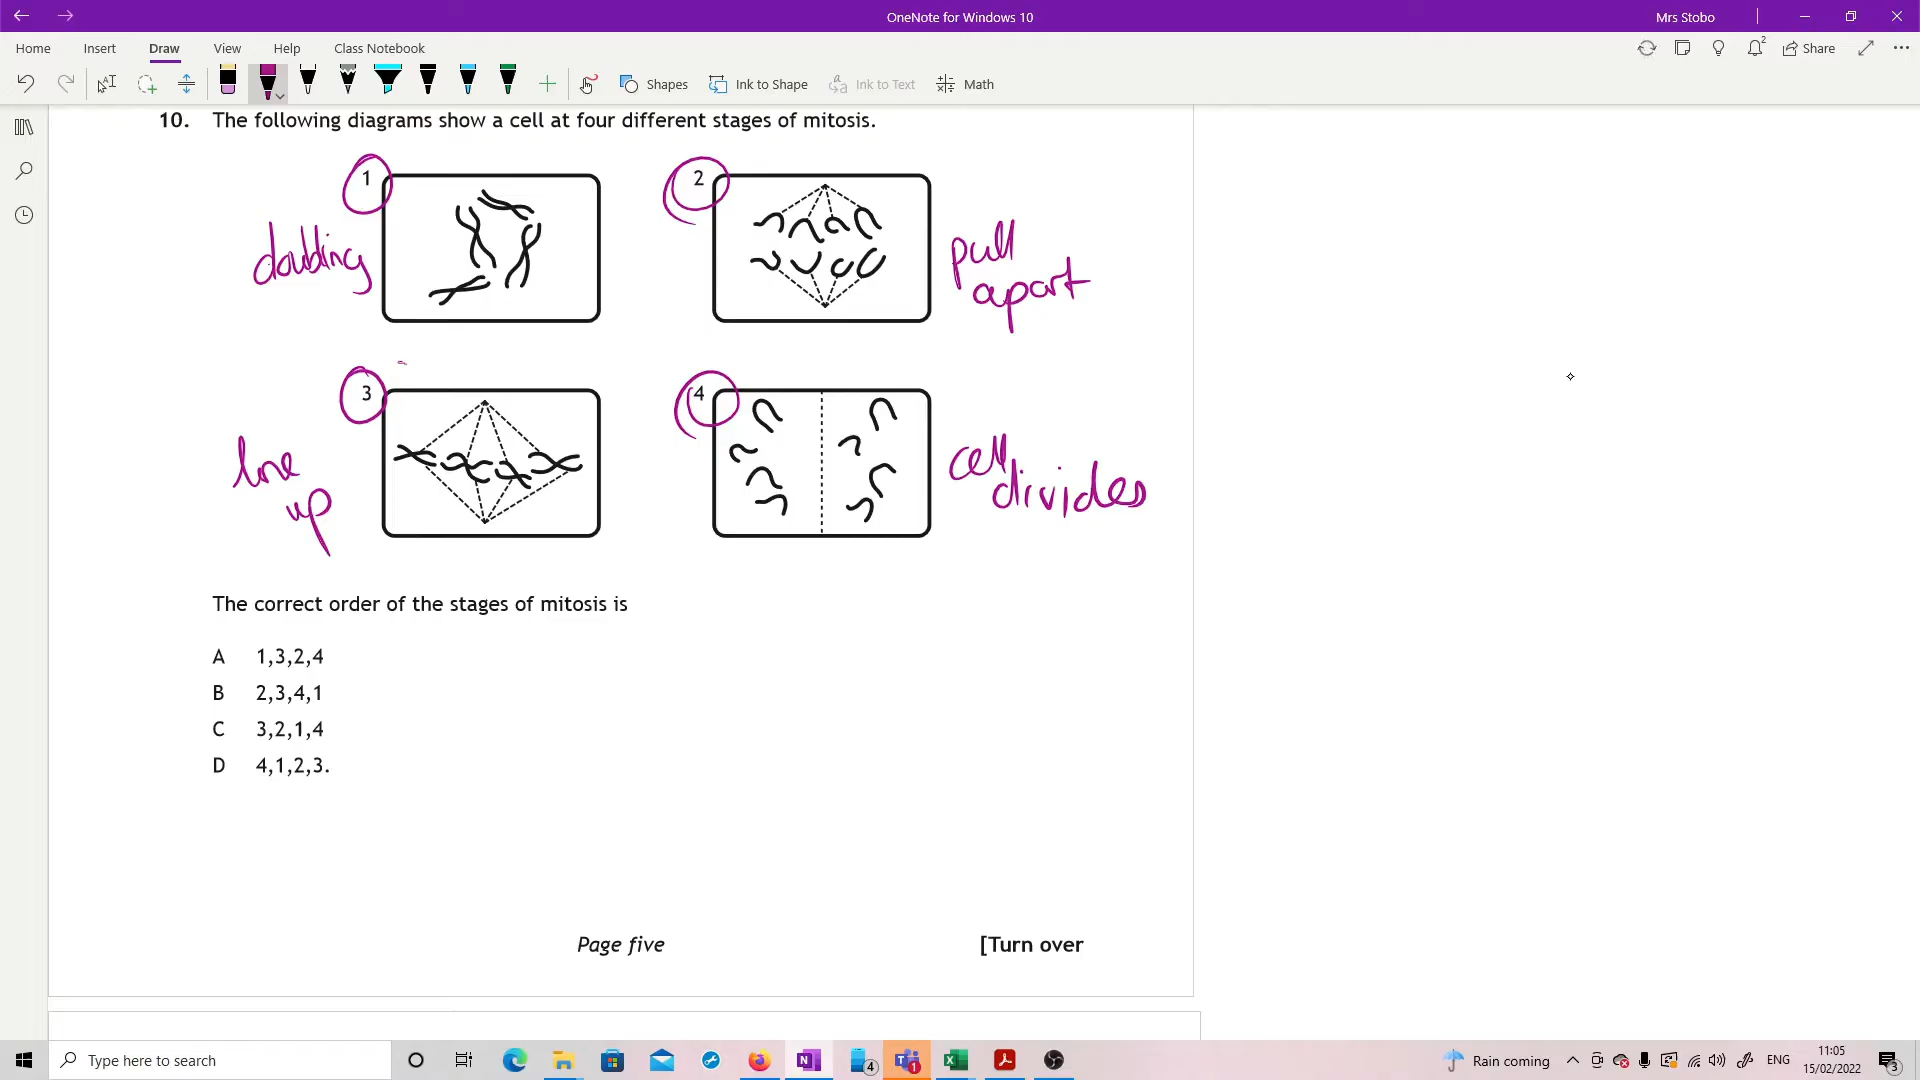 OneNote for Windows 10
Mrs Stobo
Home Insert Draw View Help Class Notebook
2
Share
Shapes
Ink to Shape
Ink to Text
Math
10. The following diagrams show a cell at four different stages of mitosis.
1
2
doubling
pull
apart
3
4
line
up
cell
divides
The correct order of the stages of mitosis is
A 1,3,2,4
B 2,3,4,1
C 3,2,1,4
D 4,1,2,3.
Page five
[Turn over
Type here to search
4
1
Rain coming
ENG
11:05
15/02/2022
3